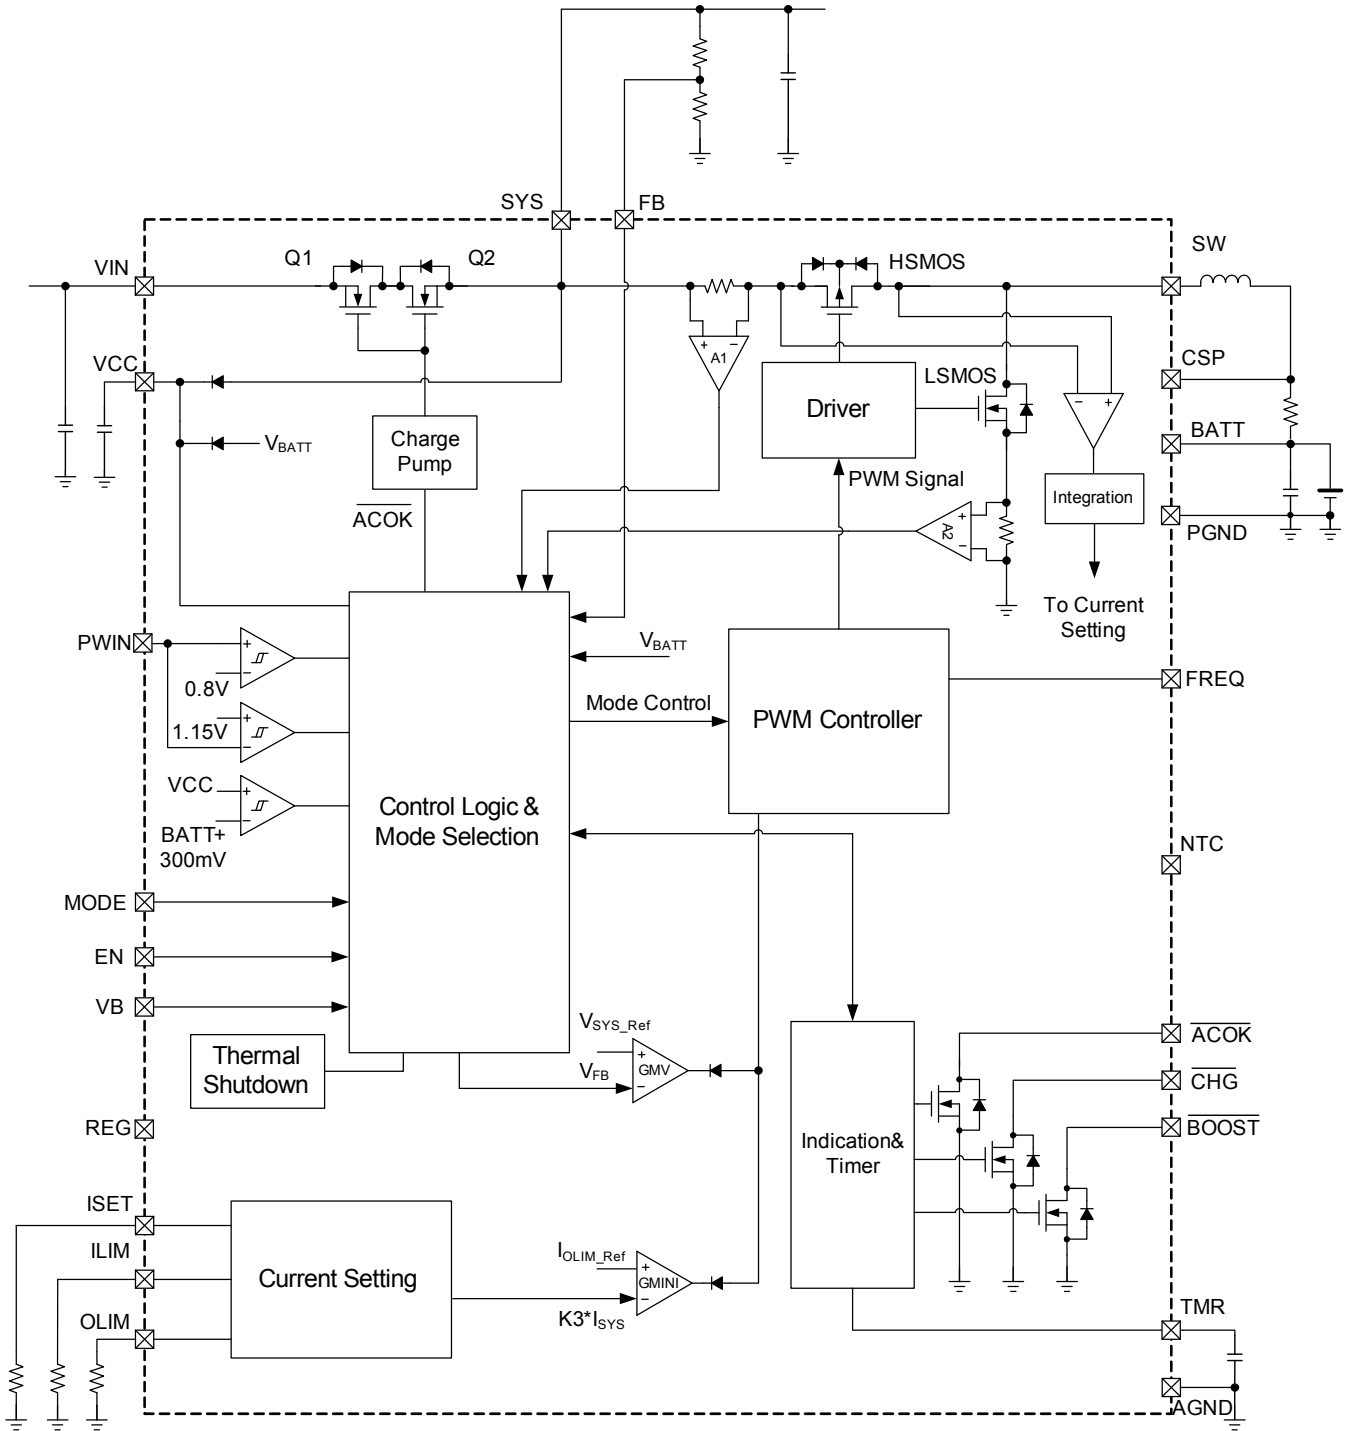 SYS
FB
SW
VIN
Q1
Q2
HSMOS
VCC
A1
LSMOS
CSP
Driver
BATT
Charge
Pump
V_BATT
PWM Signal
Integration
ACOK
A2
PGND
To Current
Setting
PWIN
0.8V
V_BATT
FREQ
Mode Control
PWM Controller
1.15V
VCC
BATT+
300mV
Control Logic &
Mode Selection
NTC
MODE
EN
VB
Thermal
Shutdown
V_SYS_Ref
V_FB
GMV
ACOK
CHG
BOOST
REG
Indication&
Timer
ISET
ILIM
OLIM
Current Setting
I_OLIM_Ref
GMINI
K3*I_SYS
TMR
AGND
+
−
+
−
+
−
+
−
+
−
+
−
+
−
+
−